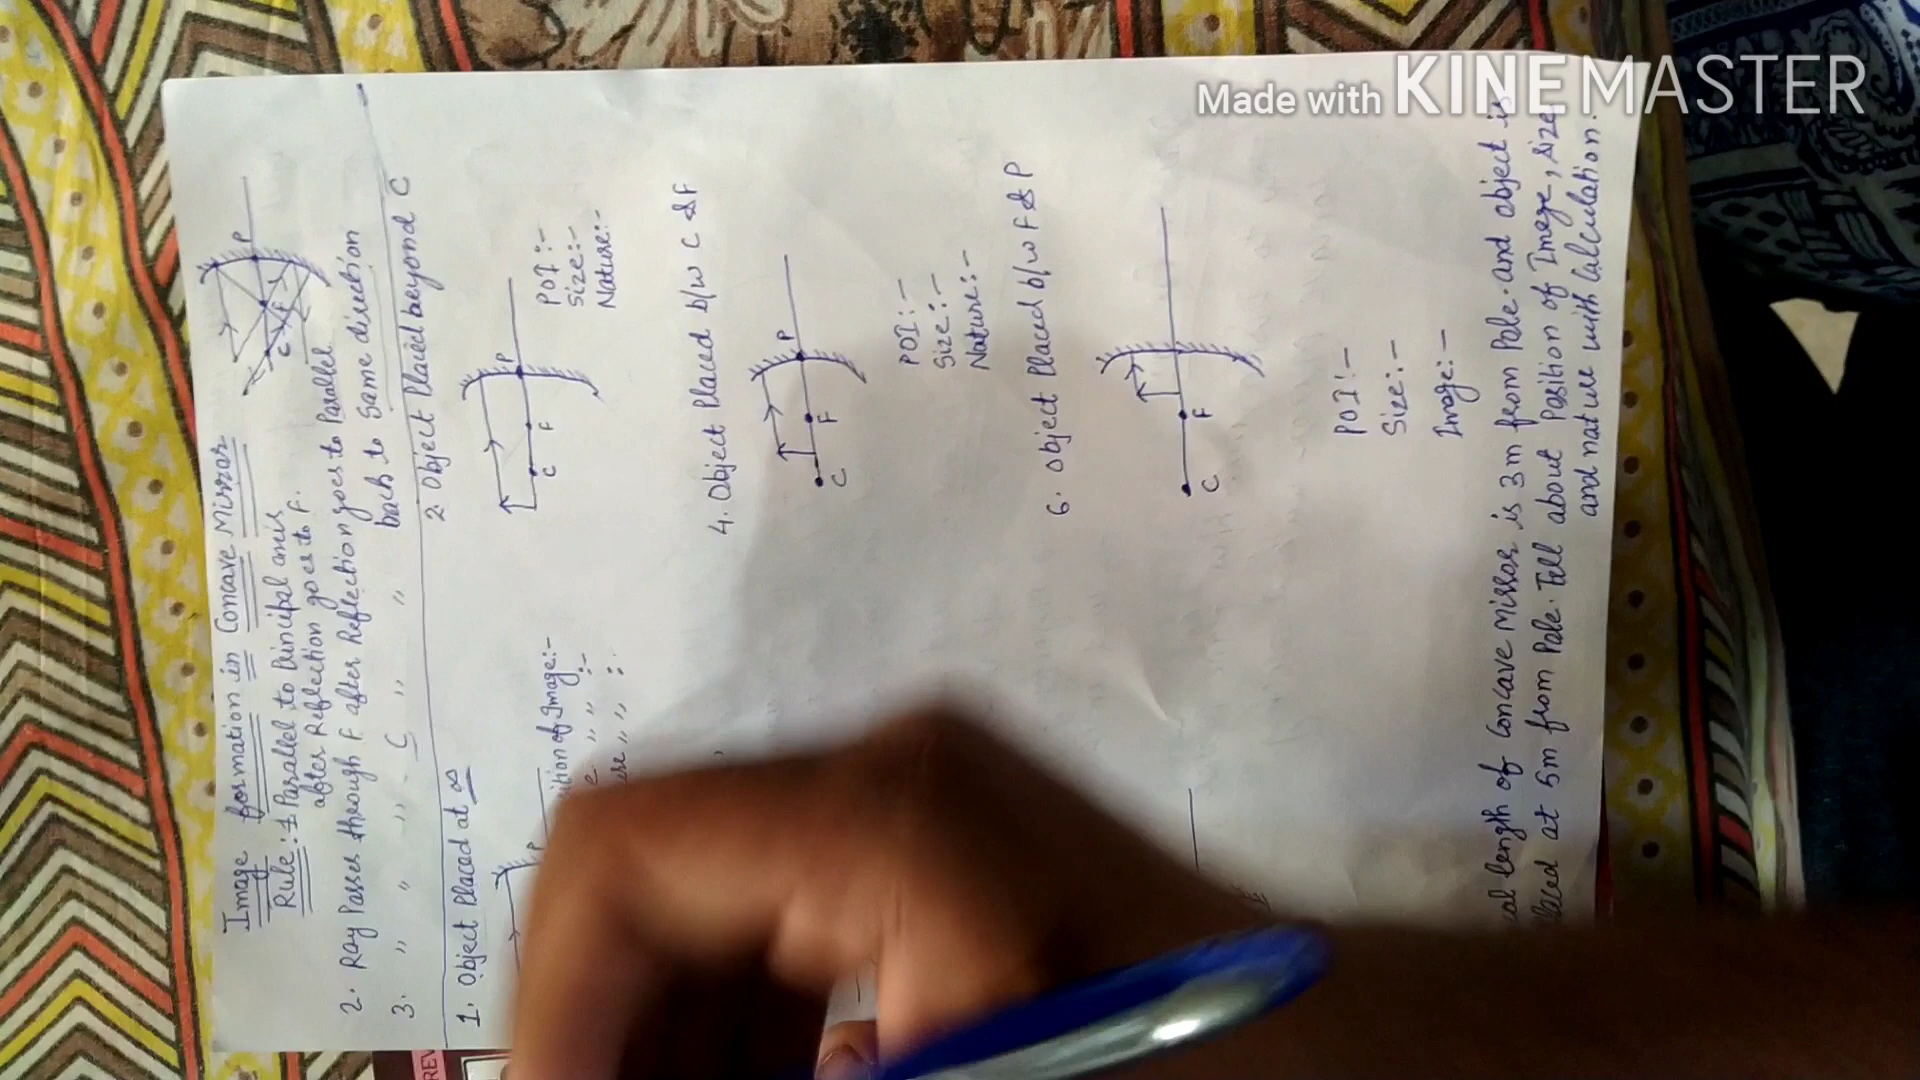 Made with KINEMASTER
Image formation in Concave Mirror
Rule:- 1 Parallel to Principal axis
after Reflection goes to F.
2. Ray Passes through F after Reflection goes to Parallel
3. " " " C " " back to Same direction
C F P
1. Object Placed at ∞
P
Position of Image:-
" " :-
" " :-
2. Object Placed beyond C
C F P
POI:-
Size:-
Nature:-
4. Object Placed b/w C & F
C F P
POI:-
Size:-
Nature:-
6. Object Placed b/w F & P
C F
POI:-
Size:-
Image:-
length of Concave Mirror is 3m from Pole and object is
at 5m from Pole. Tell about Position of Image, size
and nature with Calculation.
REV